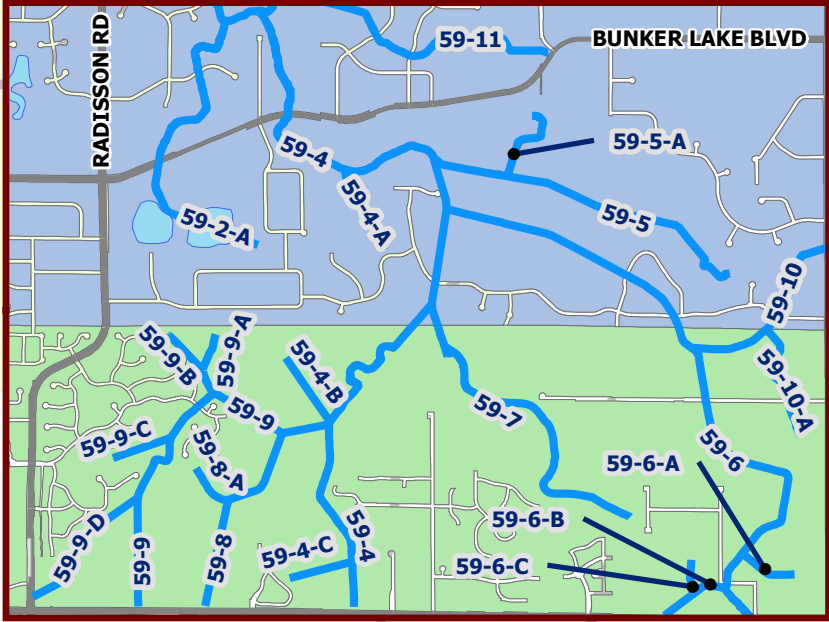 59-11
BUNKER LAKE BLVD
RADISSON RD
59-5-A
59-4
59-4-A
59-2-A
59-5
59-10
59-9-A
59-9-B
59-4-B
59-10-A
59-9
59-7
59-9-C
59-8-A
59-6
59-6-A
59-6-B
59-4
59-9-D
59-9
59-8
59-4-C
59-6-C